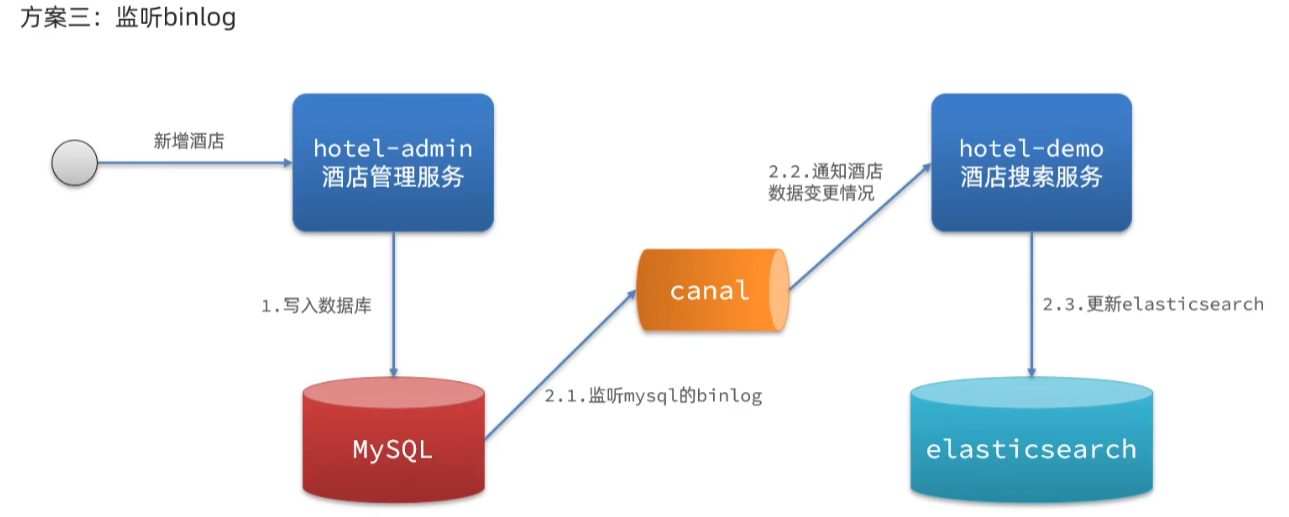 方案三：监听binlog
新增酒店
hotel-admin
酒店管理服务
hotel-demo
酒店搜索服务
2.2.通知酒店
数据变更情况
canal
1.写入数据库
2.3.更新elasticsearch
2.1.监听mysql的binlog
MySQL
elasticsearch